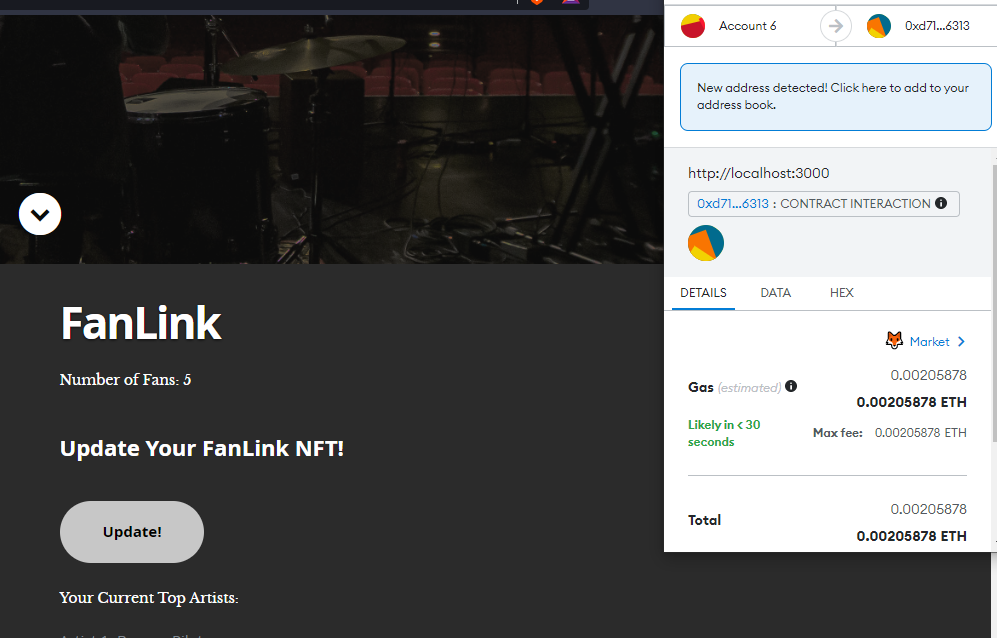 Account 6
0xd71...6313
New address detected! Click here to add to your
address book.
http://localhost:3000
0xd71...6313 : CONTRACT INTERACTION
DETAILS
DATA
HEX
Market
Gas (estimated)
0.00205878
0.00205878 ETH
Likely in < 30
seconds
Max fee: 0.00205878 ETH
Total
0.00205878
0.00205878 ETH
FanLink
Number of Fans: 5
Update Your FanLink NFT!
Update!
Your Current Top Artists: